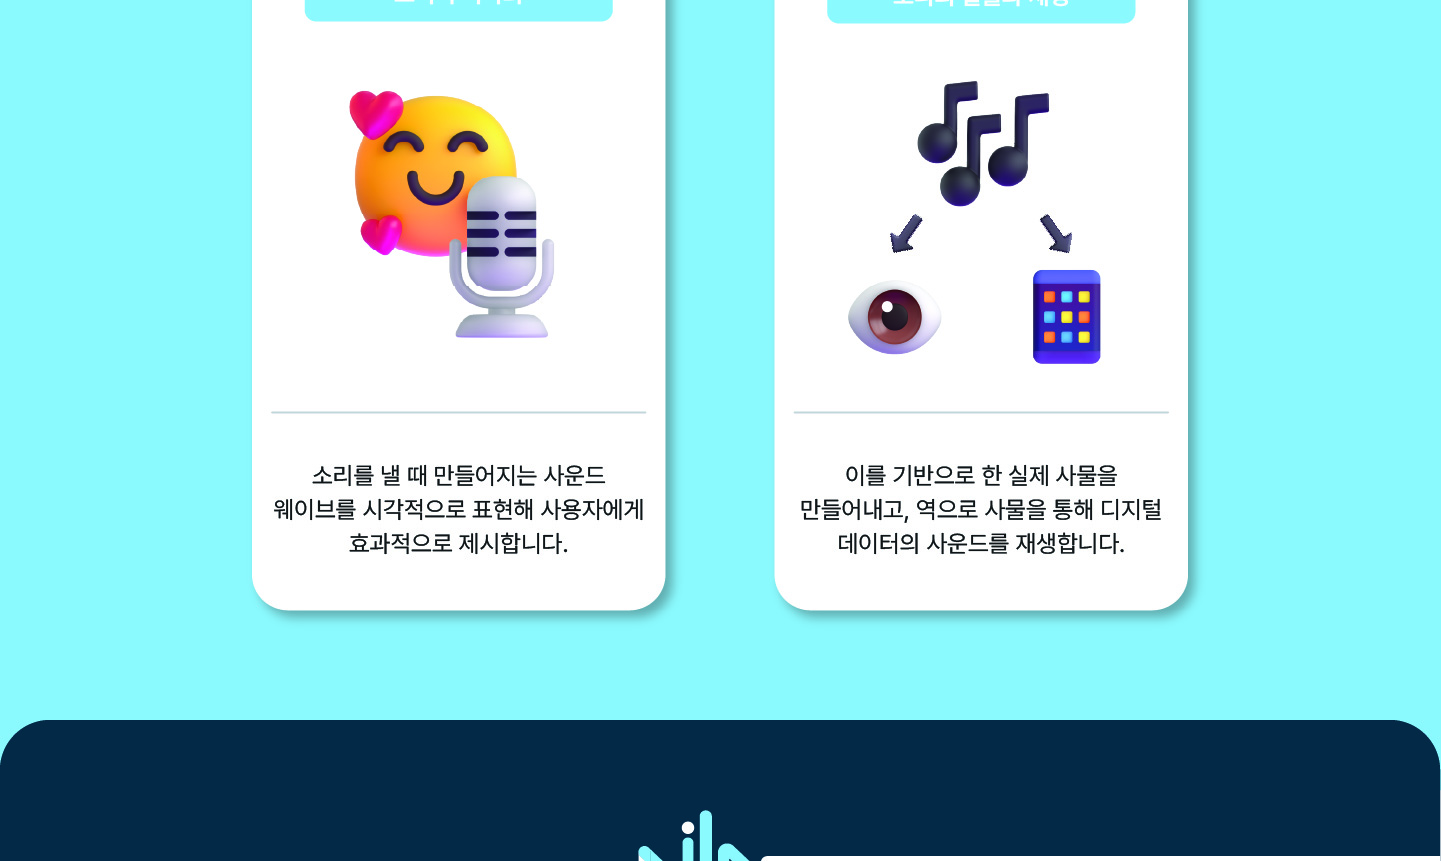 소리를 낼 때 만들어지는 사운드
웨이브를 시각적으로 표현해 사용자에게
효과적으로 제시합니다.
이를 기반으로 한 실제 사물을
만들어내고, 역으로 사물을 통해 디지털
데이터의 사운드를 재생합니다.